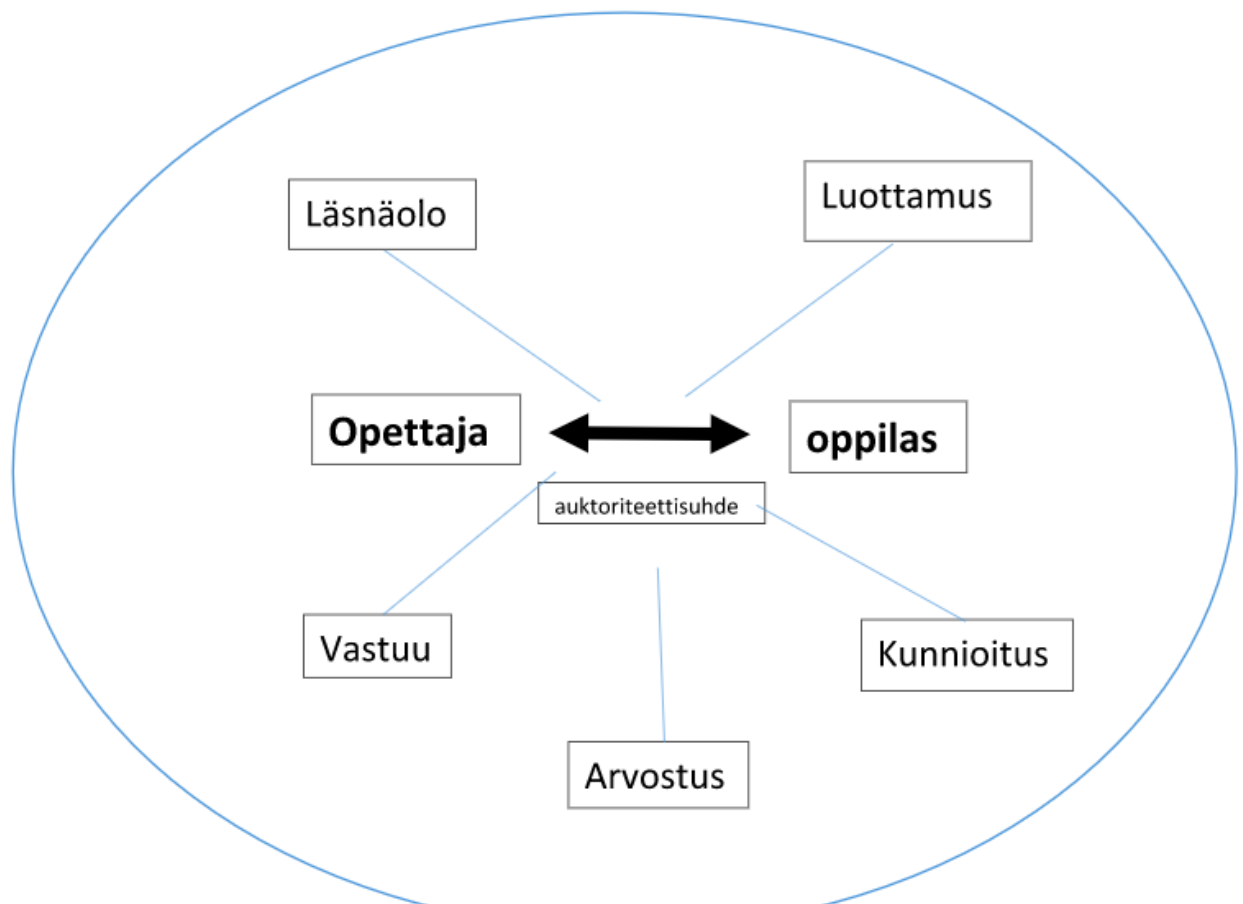 Läsnäolo
Luottamus
Opettaja
oppilas
auktoriteettisuhde
Vastuu
Kunnioitus
Arvostus